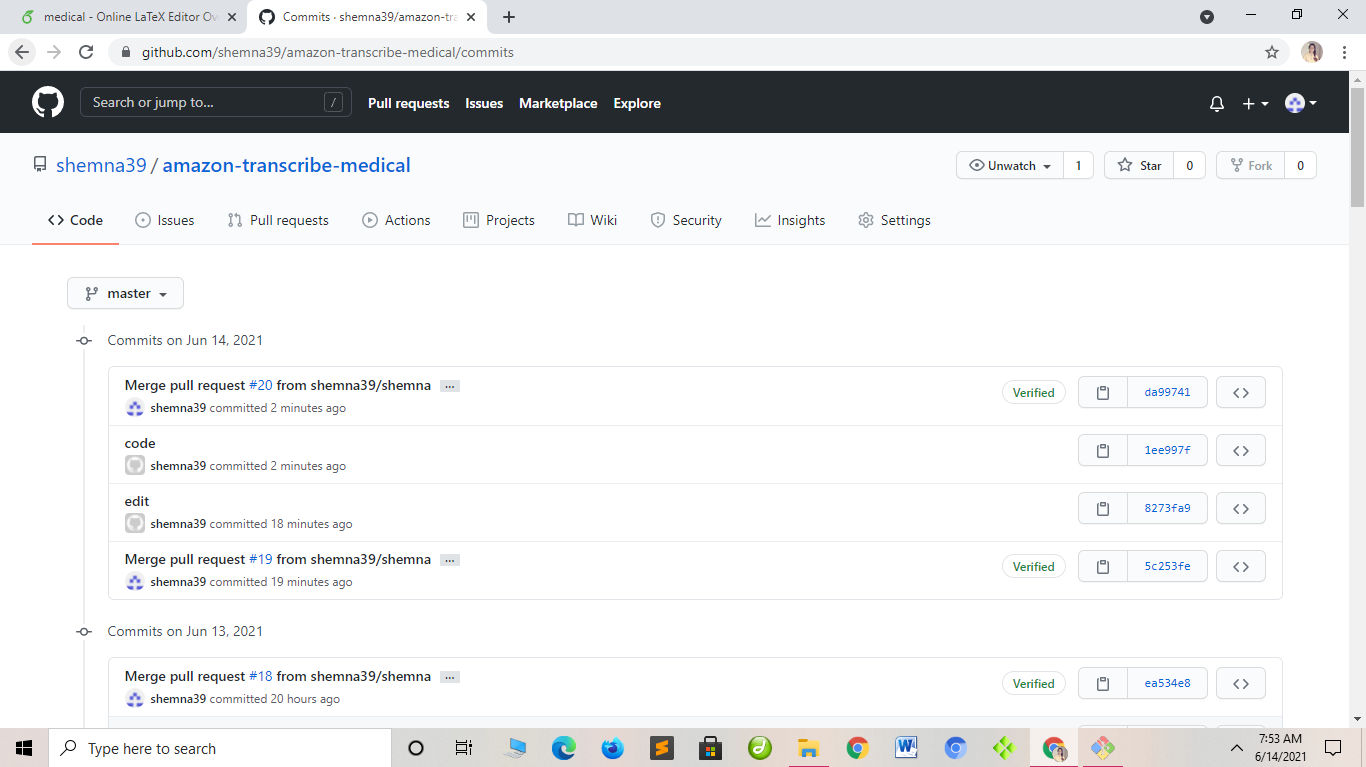 medical - Online LaTeX Editor Ov
Commits · shemna39/amazon-tra
github.com/shemna39/amazon-transcribe-medical/commits
Search or jump to...
/
Pull requests
Issues
Marketplace
Explore
shemna39 / amazon-transcribe-medical
Unwatch
1
Star
0
Fork
0
Code
Issues
Pull requests
Actions
Projects
Wiki
Security
Insights
Settings
master
Commits on Jun 14, 2021
Merge pull request #20 from shemna39/shemna ...
shemna39 committed 2 minutes ago
Verified
da99741
code
shemna39 committed 2 minutes ago
1ee997f
edit
shemna39 committed 18 minutes ago
8273fa9
Merge pull request #19 from shemna39/shemna ...
shemna39 committed 19 minutes ago
Verified
5c253fe
Commits on Jun 13, 2021
Merge pull request #18 from shemna39/shemna ...
shemna39 committed 20 hours ago
Verified
ea534e8
Type here to search
7:53 AM
6/14/2021